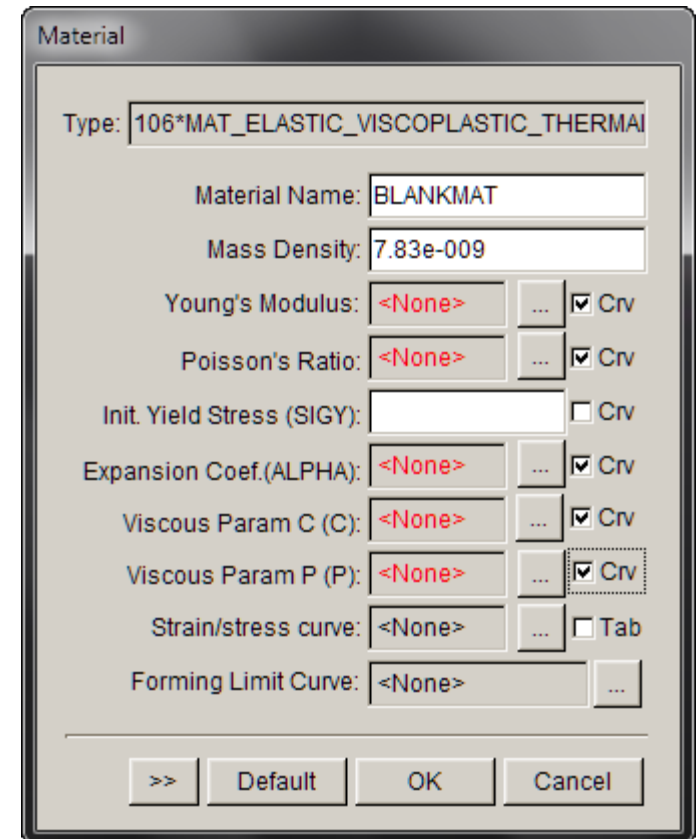 Material
Type: 106*MAT_ELASTIC_VISCOPLASTIC_THERMAL
Material Name: BLANKMAT
Mass Density: 7.83e-009
Young's Modulus: <None> ... Crv
Poisson's Ratio: <None> ... Crv
Init. Yield Stress (SIGY): Crv
Expansion Coef.(ALPHA): <None> ... Crv
Viscous Param C (C): <None> ... Crv
Viscous Param P (P): <None> ... Crv
Strain/stress curve: <None> ... Tab
Forming Limit Curve: <None> ...
>> Default OK Cancel